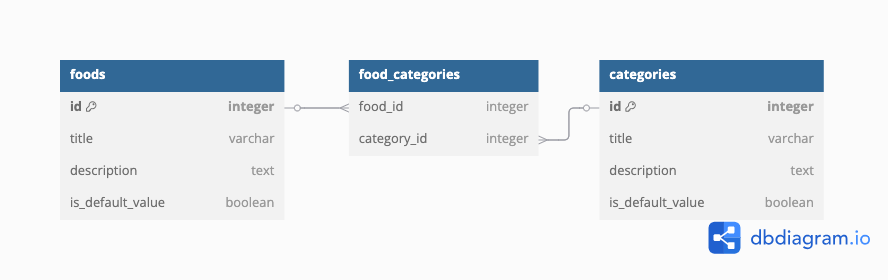 foods
id integer
title varchar
description text
is_default_value boolean
food_categories
food_id integer
category_id integer
categories
id integer
title varchar
description text
is_default_value boolean
dbdiagram.io